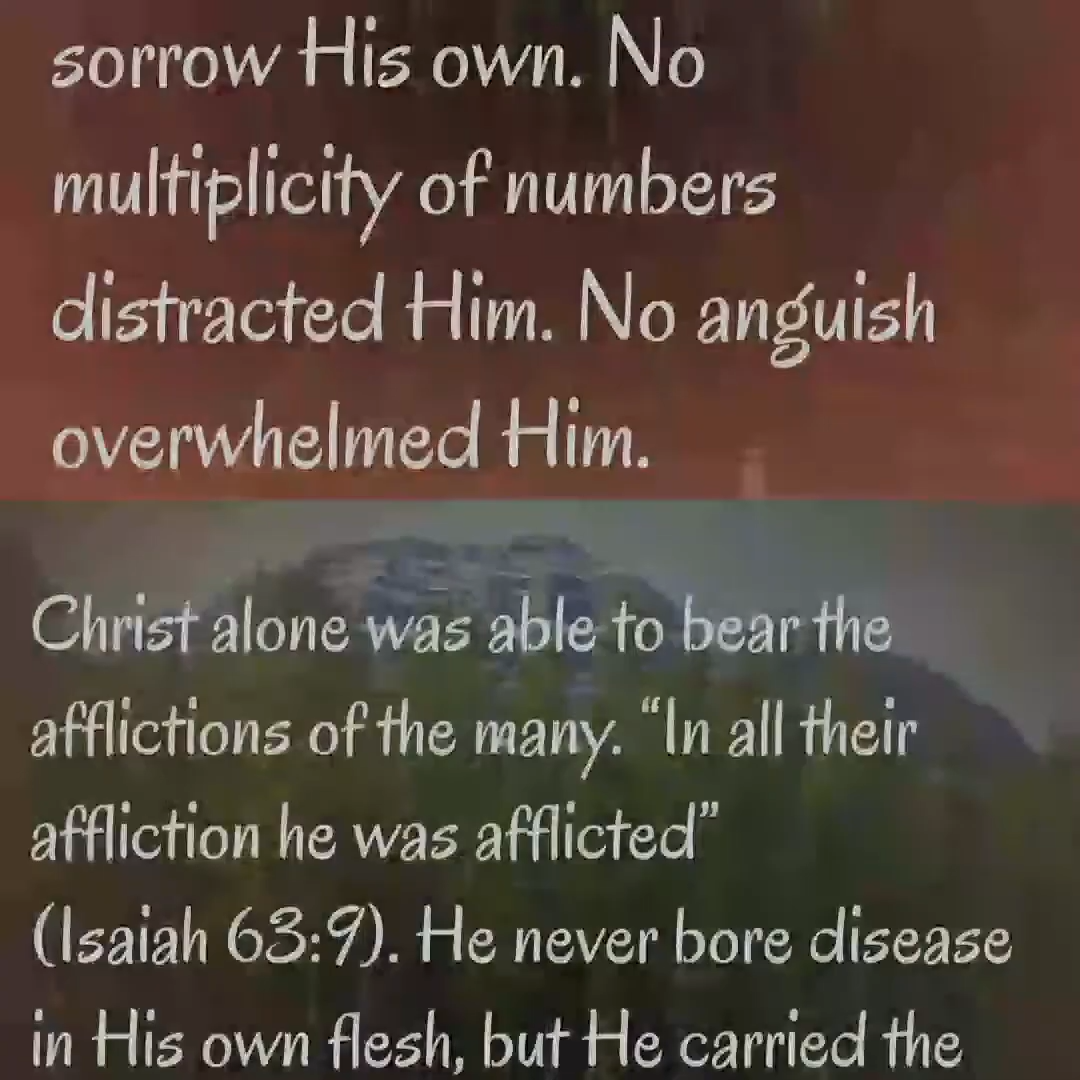 sorrow His own. No
multiplicity of numbers
distracted Him. No anguish
overwhelmed Him.
Christ alone was able to bear the
afflictions of the many. “In all their
affliction he was afflicted”
(Isaiah 63:9). He never bore disease
in His own flesh, but He carried the